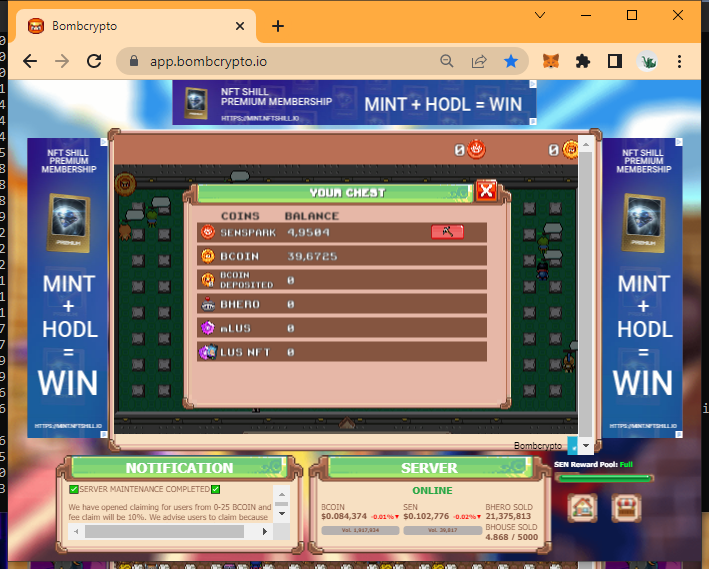 Bombcrypto
app.bombcrypto.io
NFT SHILL
PREMIUM MEMBERSHIP
HTTPS://MINT.NFTSHILL.IO
MINT + HODL = WIN
NFT SHILL
PREMIUM
MEMBERSHIP
PREMIUM
MINT
+
HODL
=
WIN
HTTPS://MINT.NFTSHILL.IO
0 0
YOUR CHEST
COINS BALANCE
SENSPARK 4,9504
BCOIN 39,6725
BCOIN
DEPOSITED 0
BHERO 0
mLUS 0
LUS NFT 0
NFT SHILL
PREMIUM
MEMBERSHIP
PREMIUM
MINT
+
HODL
=
WIN
HTTPS://MINT.NFTSHILL.IO
Bombcrypto
NOTIFICATION
✅SERVER MAINTENANCE COMPLETED✅
We have opened claiming for users from 0-25 BCOIN and
fee claim will be 10%. We advise users to claim because
SERVER
ONLINE
BCOIN SEN BHERO SOLD
$0.084,374 -0.01%▼ $0.102,776 -0.02%▼ 21,375,813
Vol. 1,917,934 Vol. 39,817 BHOUSE SOLD
4.868 / 5000
SEN Reward Pool: Full